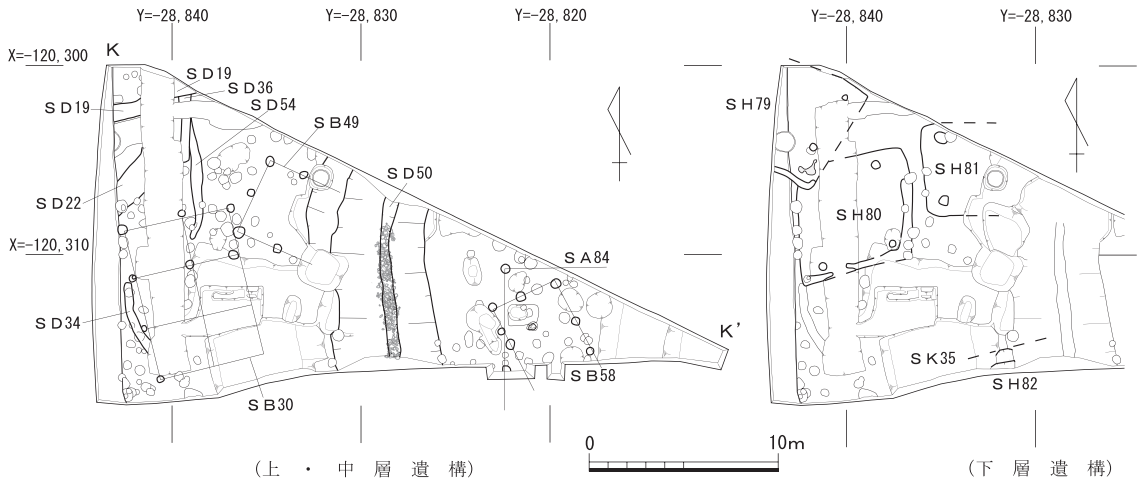 Y=-28,840
Y=-28,830
Y=-28,820
Y=-28,840
Y=-28,830
X=-120,300
K
SD19
SD36
SD19
SD54
SB49
SH79
SH81
SD50
SD22
SH80
X=-120,310
SA84
SD34
K'
SK35
SB58
SH82
SB30
0
10m
(上・中層遺構)
(下層遺構)